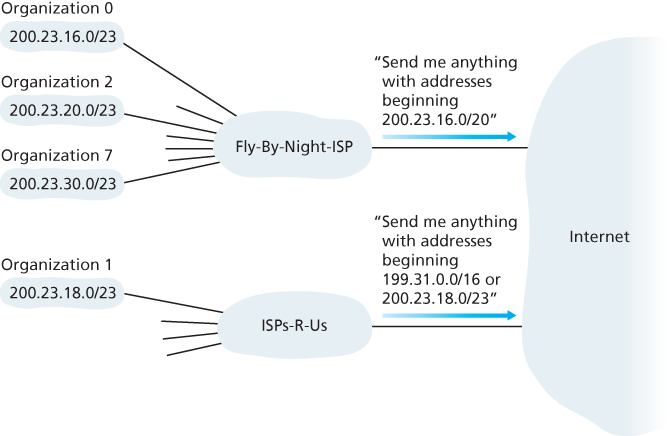 Organization 0
200.23.16.0/23
Organization 2
200.23.20.0/23
Organization 7
200.23.30.0/23
Fly-By-Night-ISP
“Send me anything
with addresses
beginning
200.23.16.0/20”
Organization 1
200.23.18.0/23
ISPs-R-Us
“Send me anything
with addresses
beginning
199.31.0.0/16 or
200.23.18.0/23”
Internet